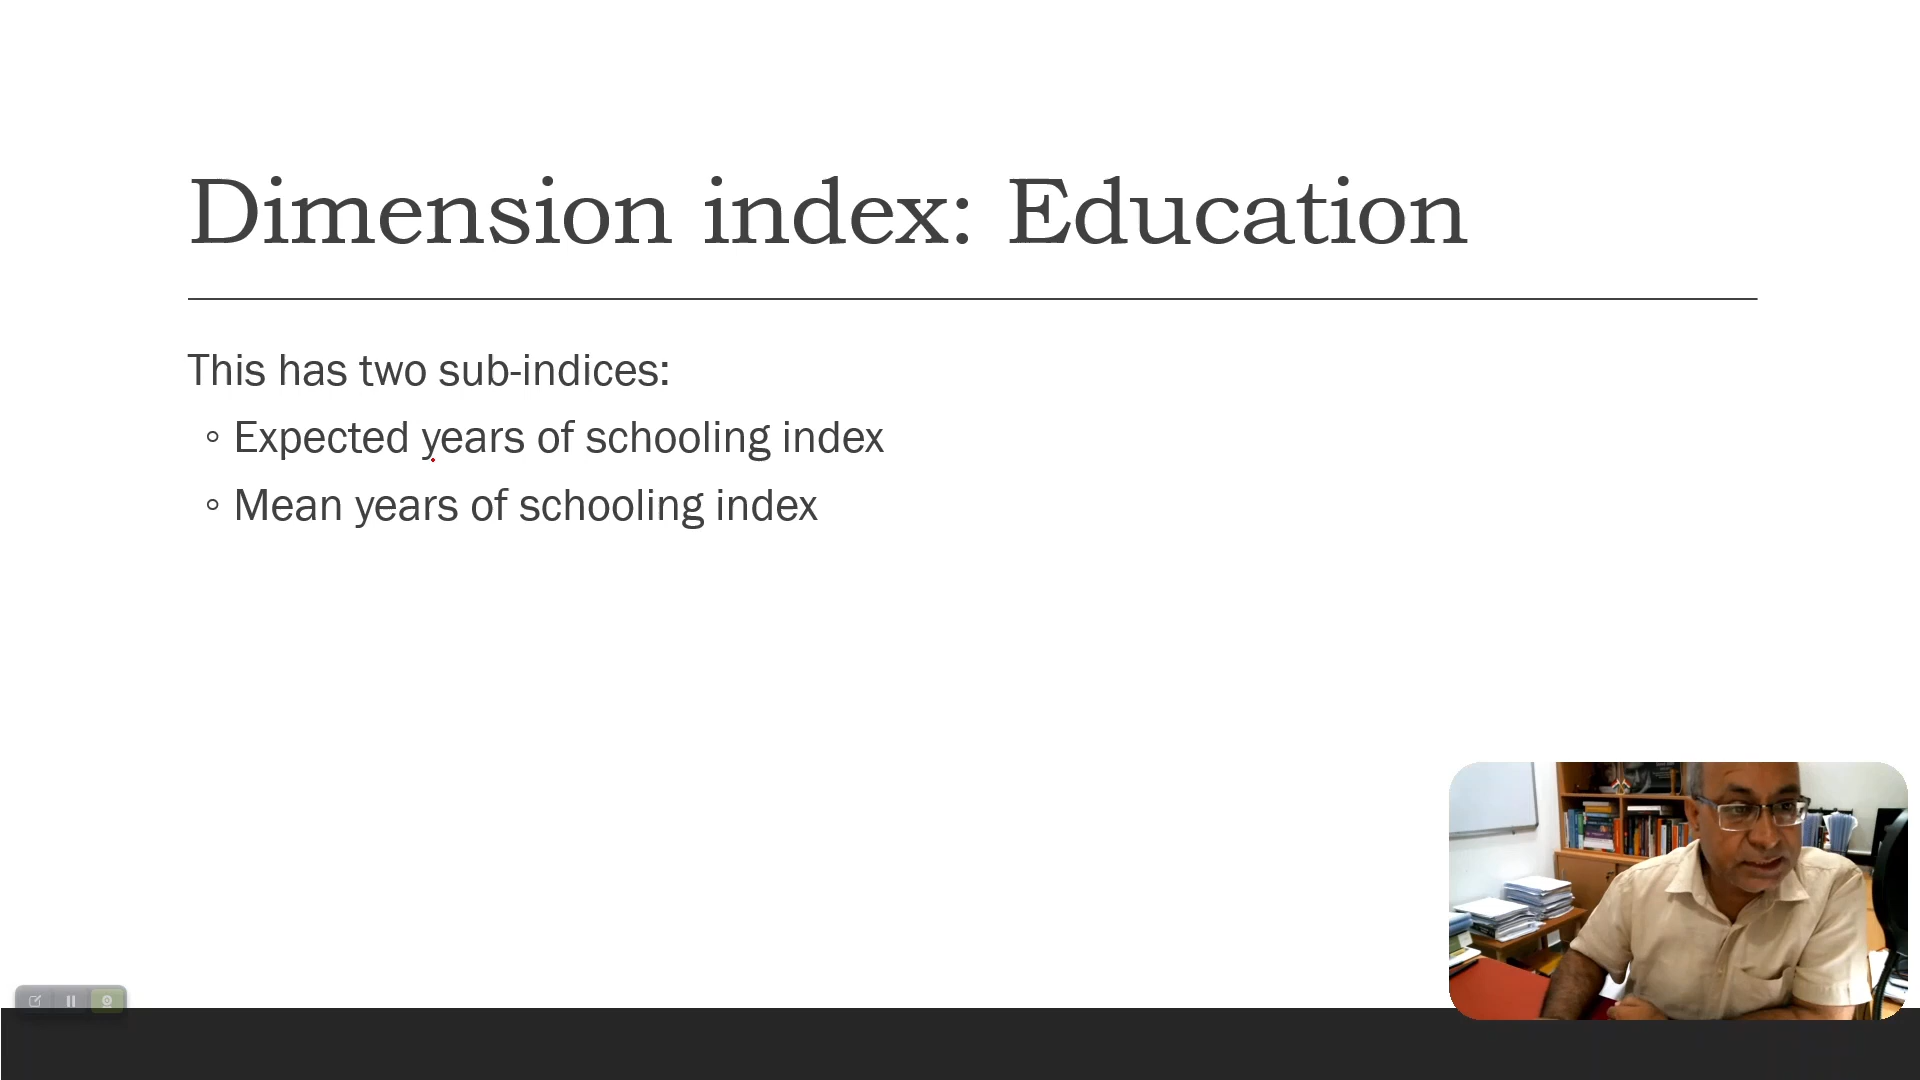 Dimension index: Education
This has two sub-indices:
◦ Expected years of schooling index
◦ Mean years of schooling index